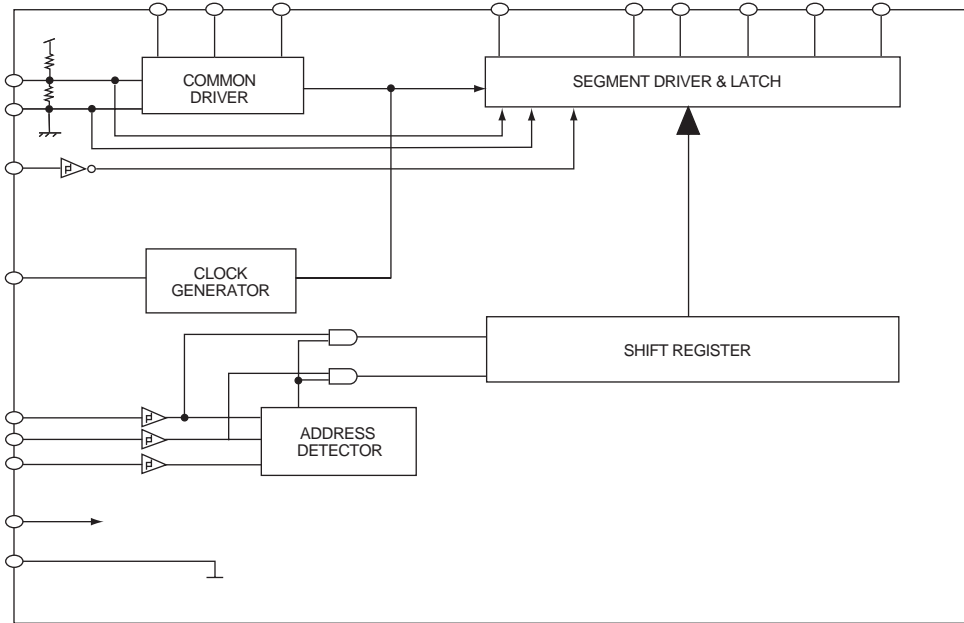 COMMON
DRIVER
SEGMENT DRIVER & LATCH
CLOCK
GENERATOR
SHIFT REGISTER
ADDRESS
DETECTOR